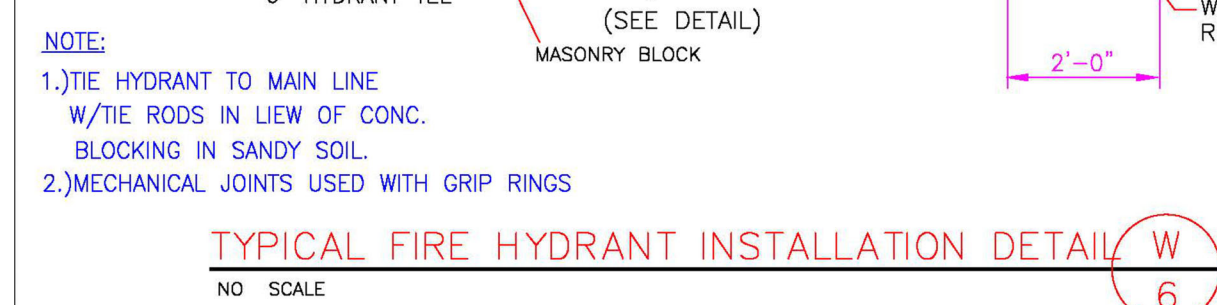 HYDRANT TEE
(SEE DETAIL)
MASONRY BLOCK
W
R
2'-0"
NOTE:
1.)TIE HYDRANT TO MAIN LINE
W/TIE RODS IN LIEW OF CONC.
BLOCKING IN SANDY SOIL.
2.)MECHANICAL JOINTS USED WITH GRIP RINGS
TYPICAL FIRE HYDRANT INSTALLATION DETAIL
W
6
NO SCALE